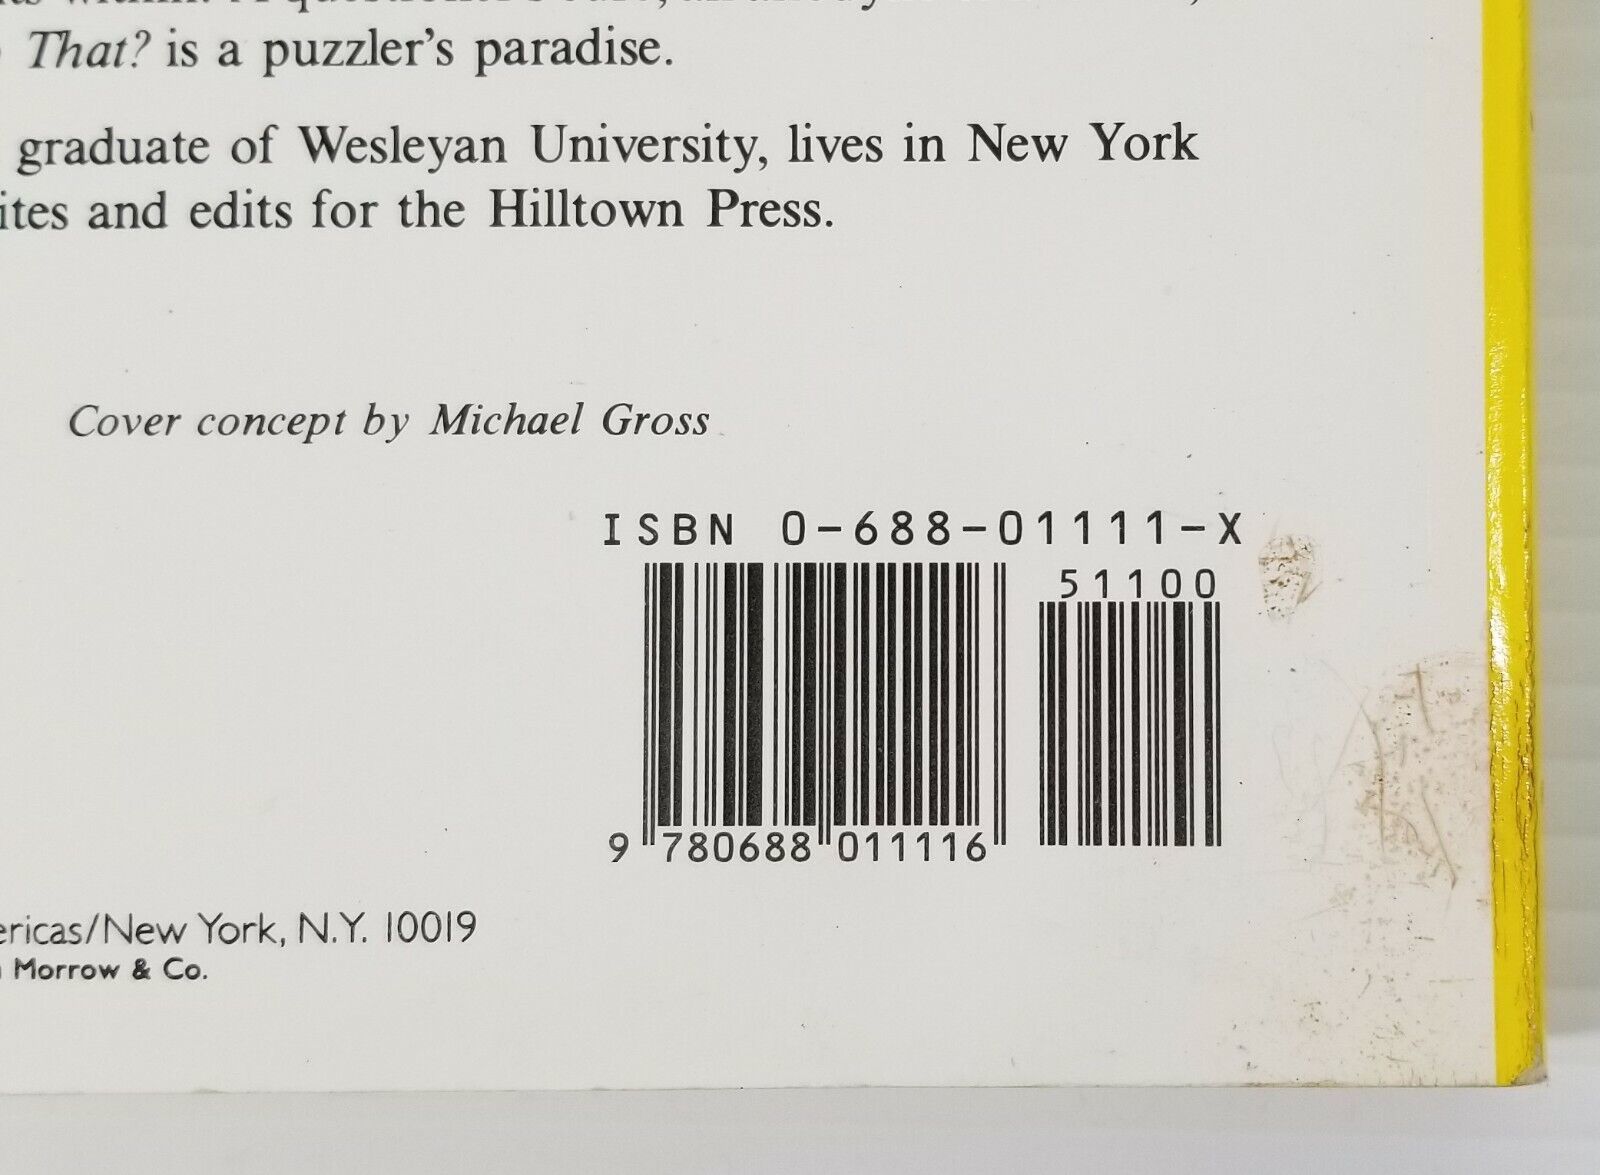 That? is a puzzler's paradise.
graduate of Wesleyan University, lives in New York
ites and edits for the Hilltown Press.
Cover concept by Michael Gross
ISBN 0-688-01111-X
51100
9 780688 011116
ericas/New York, N.Y. 10019
Morrow & Co.